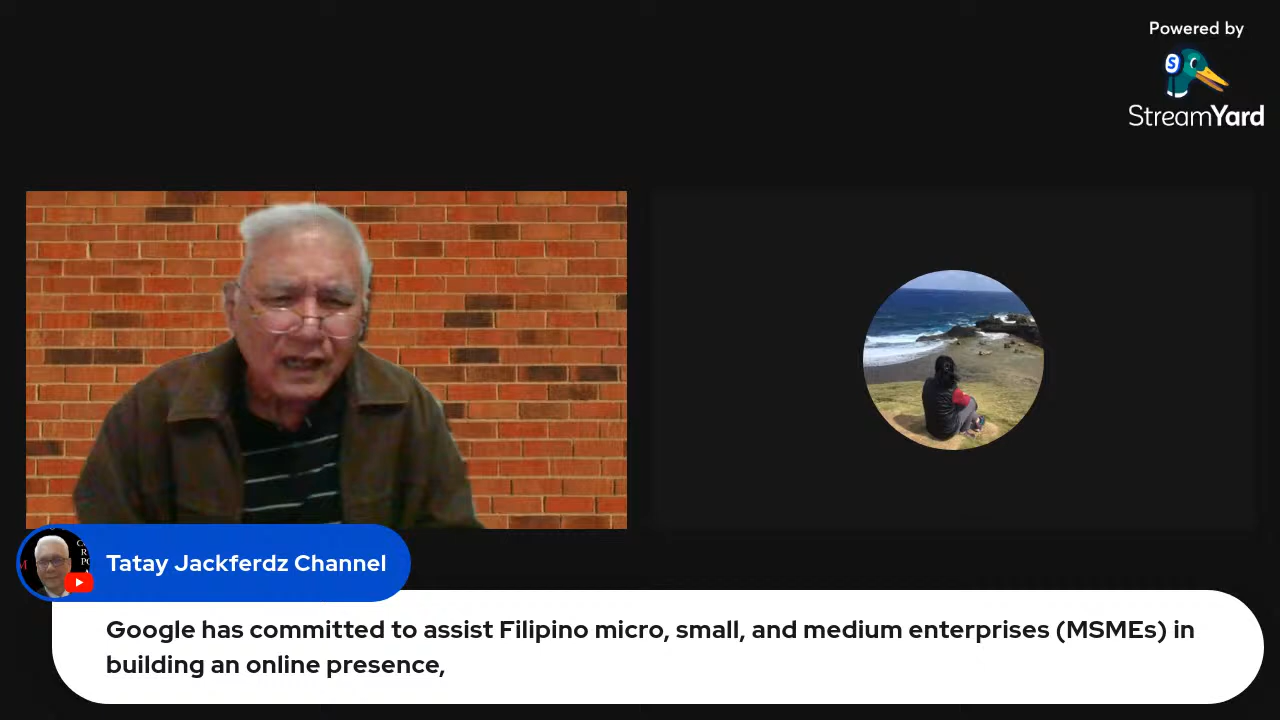 Powered by
S
StreamYard
Tatay Jackferdz Channel
Google has committed to assist Filipino micro, small, and medium enterprises (MSMEs) in
building an online presence,